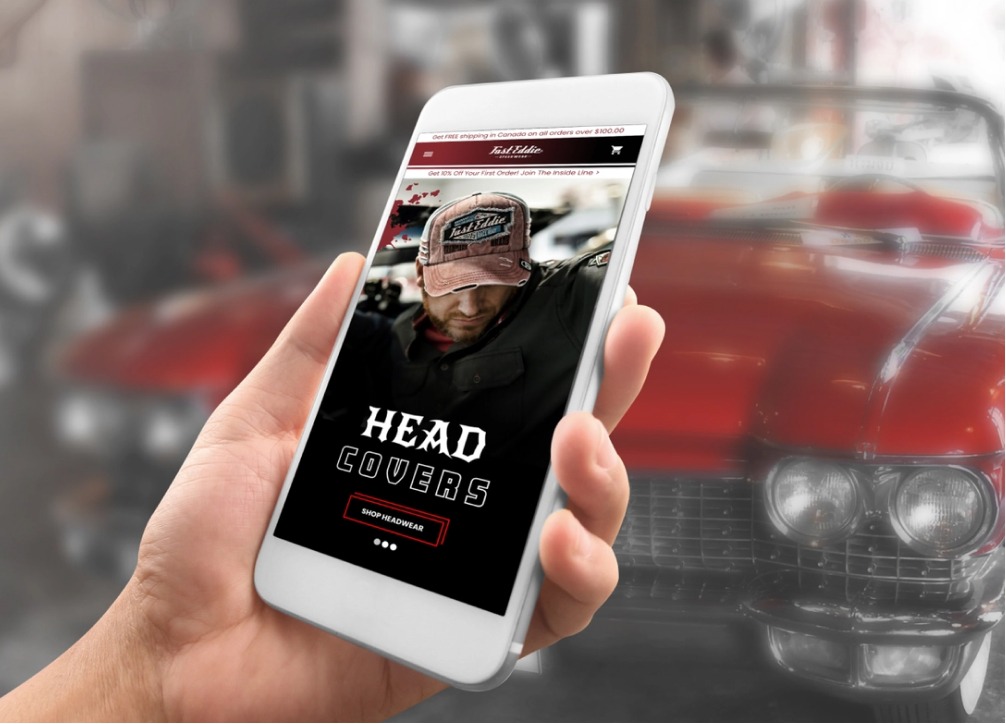 Get FREE shipping in Canada on all orders over $100.00
Fast Eddie
SPEEDWEAR
Get 10% Off Your First Order! Join The Inside Line >
Fast Eddie
HEAD
COVERS
SHOP HEADWEAR